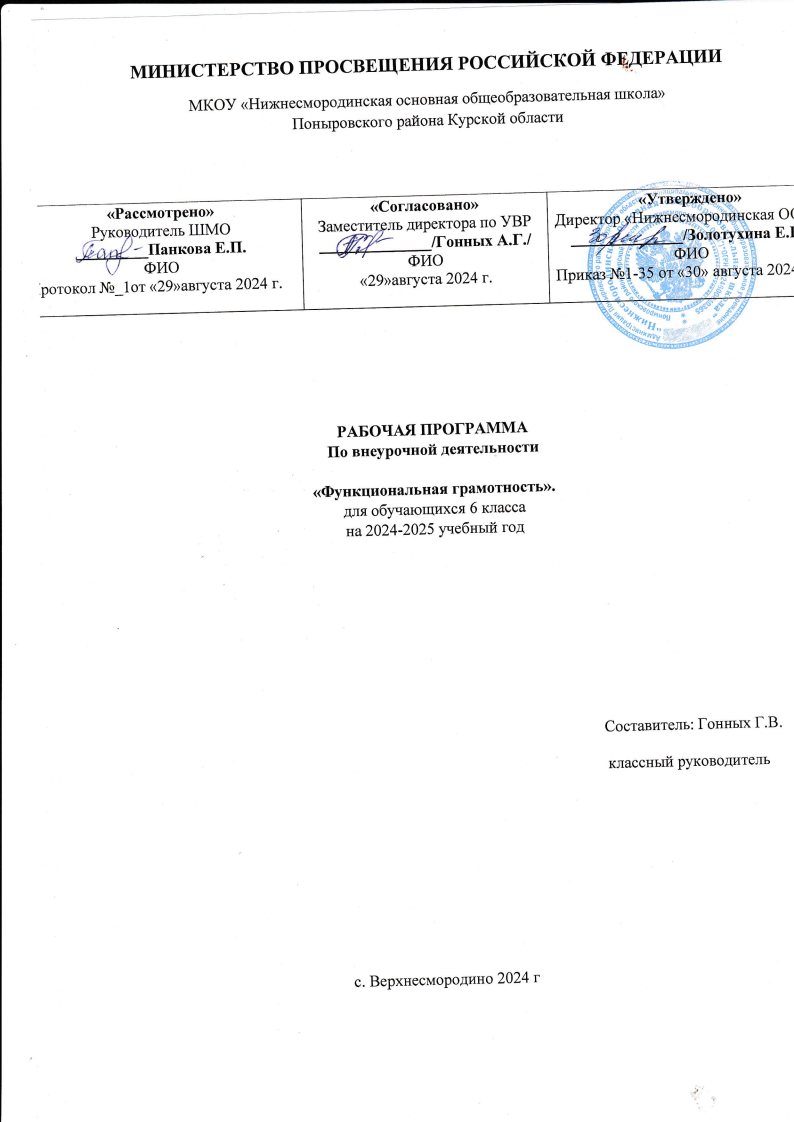 МИНИСТЕРСТВО ПРОСВЕЩЕНИЯ РОССИЙСКОЙ ФЕДЕРАЦИИ
МКОУ «Нижнесмородинская основная общеобразовательная школа»
Поныровского района Курской области
«Рассмотрено»
Руководитель ШМО
_________Панкова Е.П.
ФИО
ротокол №_1от «29»августа 2024 г.
«Согласовано»
Заместитель директора по УВР
______________/Гонных А.Г./
ФИО
«29»августа 2024 г.
«Утверждено»
Директор «Нижнесмородинская ОО
______________/Золотухина Е.
ФИО
Приказ №1-35 от «30» августа 2024
РАБОЧАЯ ПРОГРАММА
По внеурочной деятельности
«Функциональная грамотность».
для обучающихся 6 класса
на 2024-2025 учебный год
Составитель: Гонных Г.В.
классный руководитель
с. Верхнесмородино 2024 г